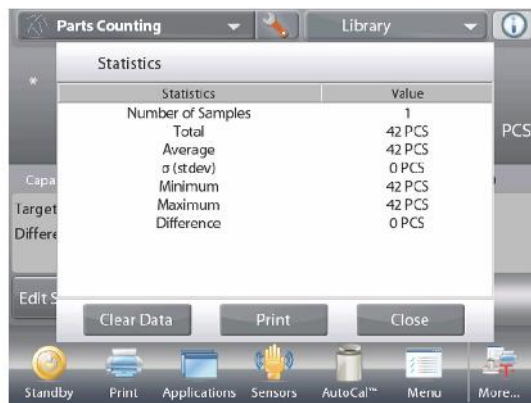 Parts Counting
Library
Statistics
*
Statistics Value
Number of Samples 1
Total 42 PCS
PCS
Average 42 PCS
σ (stdev) 0 PCS
Capa
Minimum 42 PCS
Target
Maximum 42 PCS
Differe
Difference 0 PCS
Edit S
Clear Data Print Close
Standby Print Applications Sensors AutoCal™ Menu More...